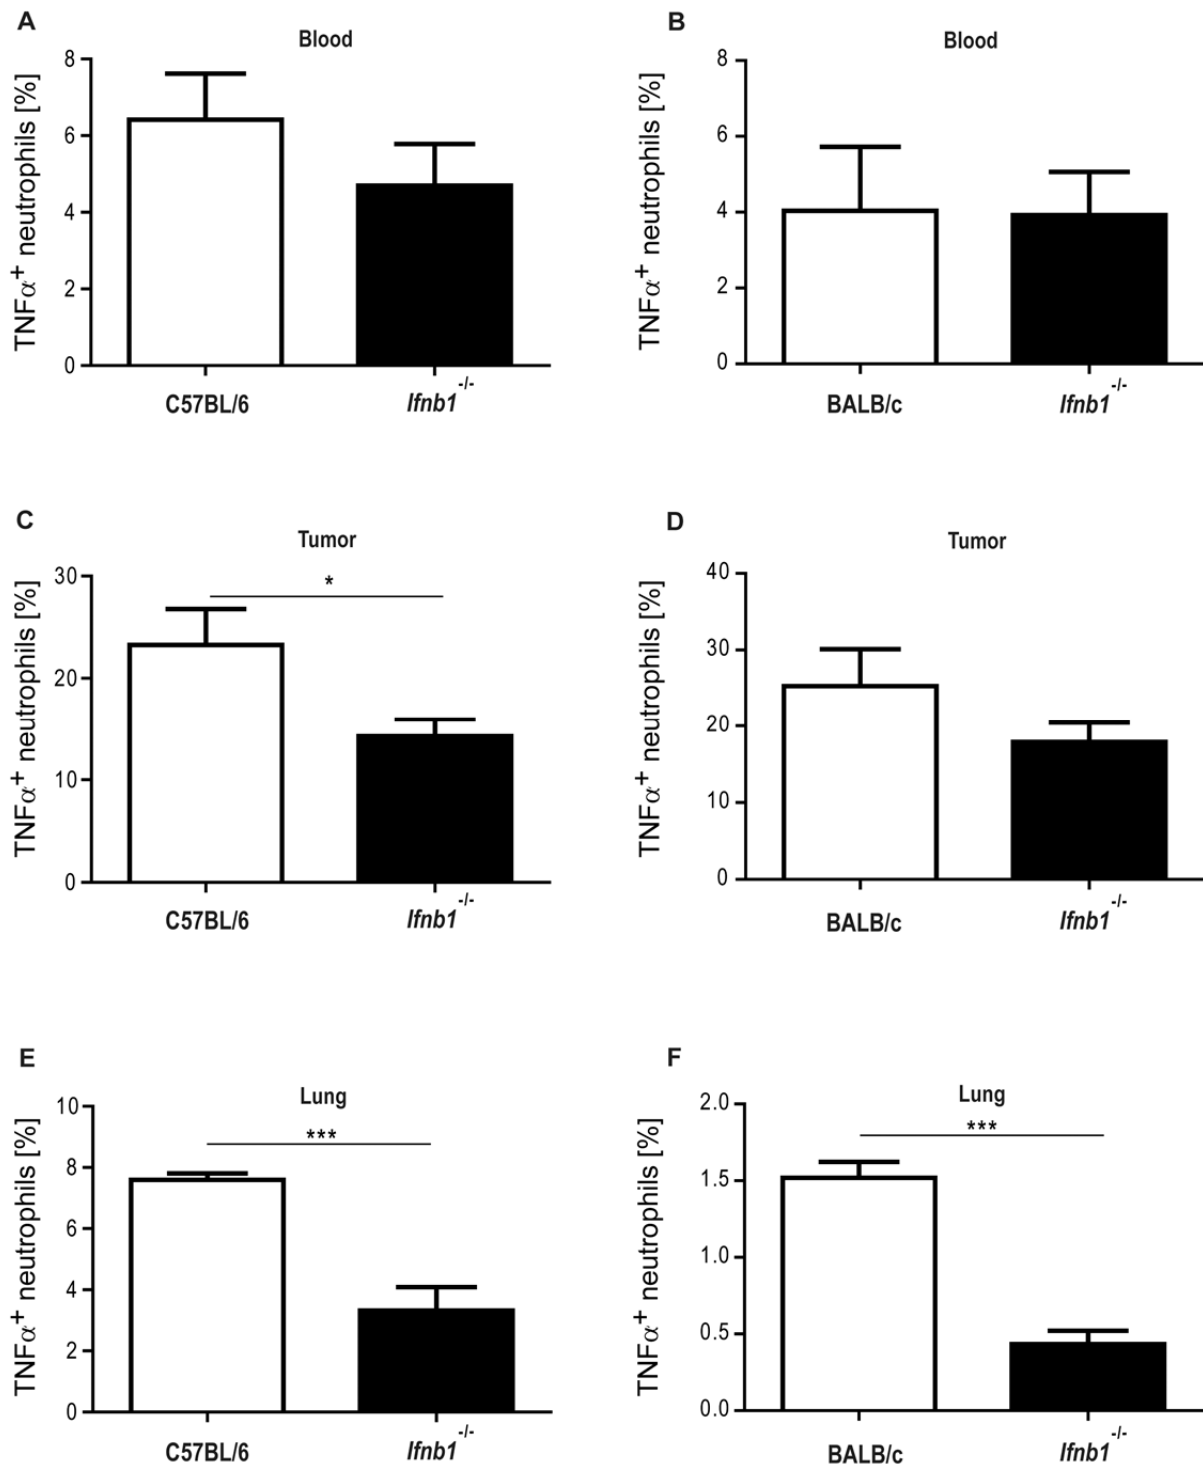 A
Blood
TNFα+ neutrophils [%]
8
6
4
2
0
C57BL/6
Ifnb1-/-
B
Blood
TNFα+ neutrophils [%]
8
6
4
2
0
BALB/c
Ifnb1-/-
C
Tumor
TNFα+ neutrophils [%]
30
20
10
0
*
C57BL/6
Ifnb1-/-
D
Tumor
TNFα+ neutrophils [%]
40
30
20
10
0
BALB/c
Ifnb1-/-
E
Lung
TNFα+ neutrophils [%]
10
8
6
4
2
0
***
C57BL/6
Ifnb1-/-
F
Lung
TNFα+ neutrophils [%]
2.0
1.5
1.0
0.5
0.0
***
BALB/c
Ifnb1-/-